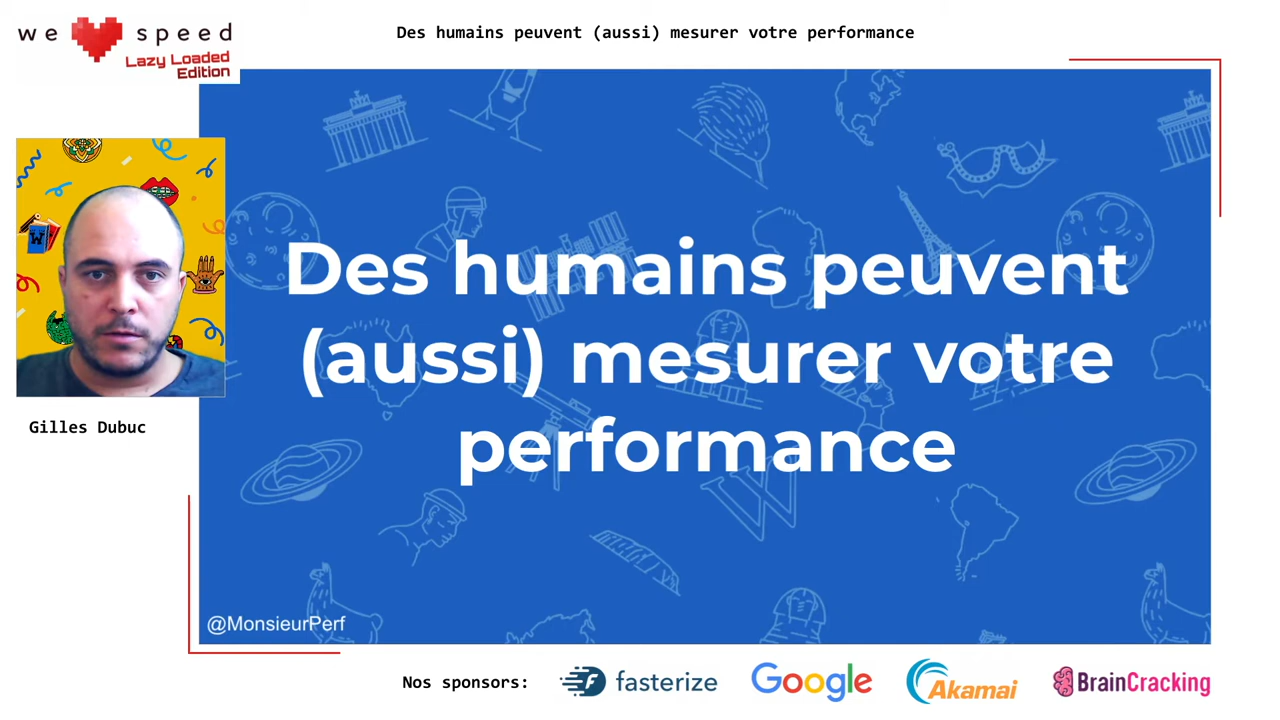 we speed
Lazy Loaded
Edition
Des humains peuvent (aussi) mesurer votre performance
W
Des humains peuvent
(aussi) mesurer votre
performance
Gilles Dubuc
W
@MonsieurPerf
Nos sponsors:
F fasterize
Google
Akamai
BrainCracking